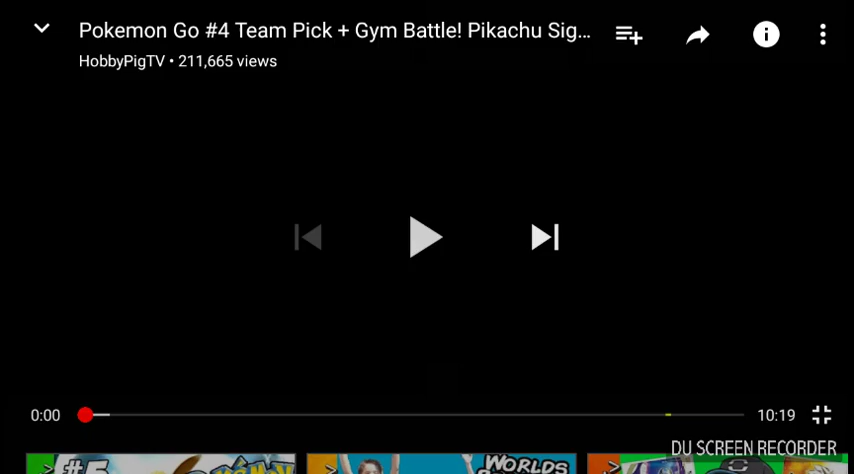 Pokemon Go #4 Team Pick + Gym Battle! Pikachu Sig...
HobbyPigTV • 211,665 views
0:00
10:19
DU SCREEN RECORDER
#5
POKÉMON
WORLDS